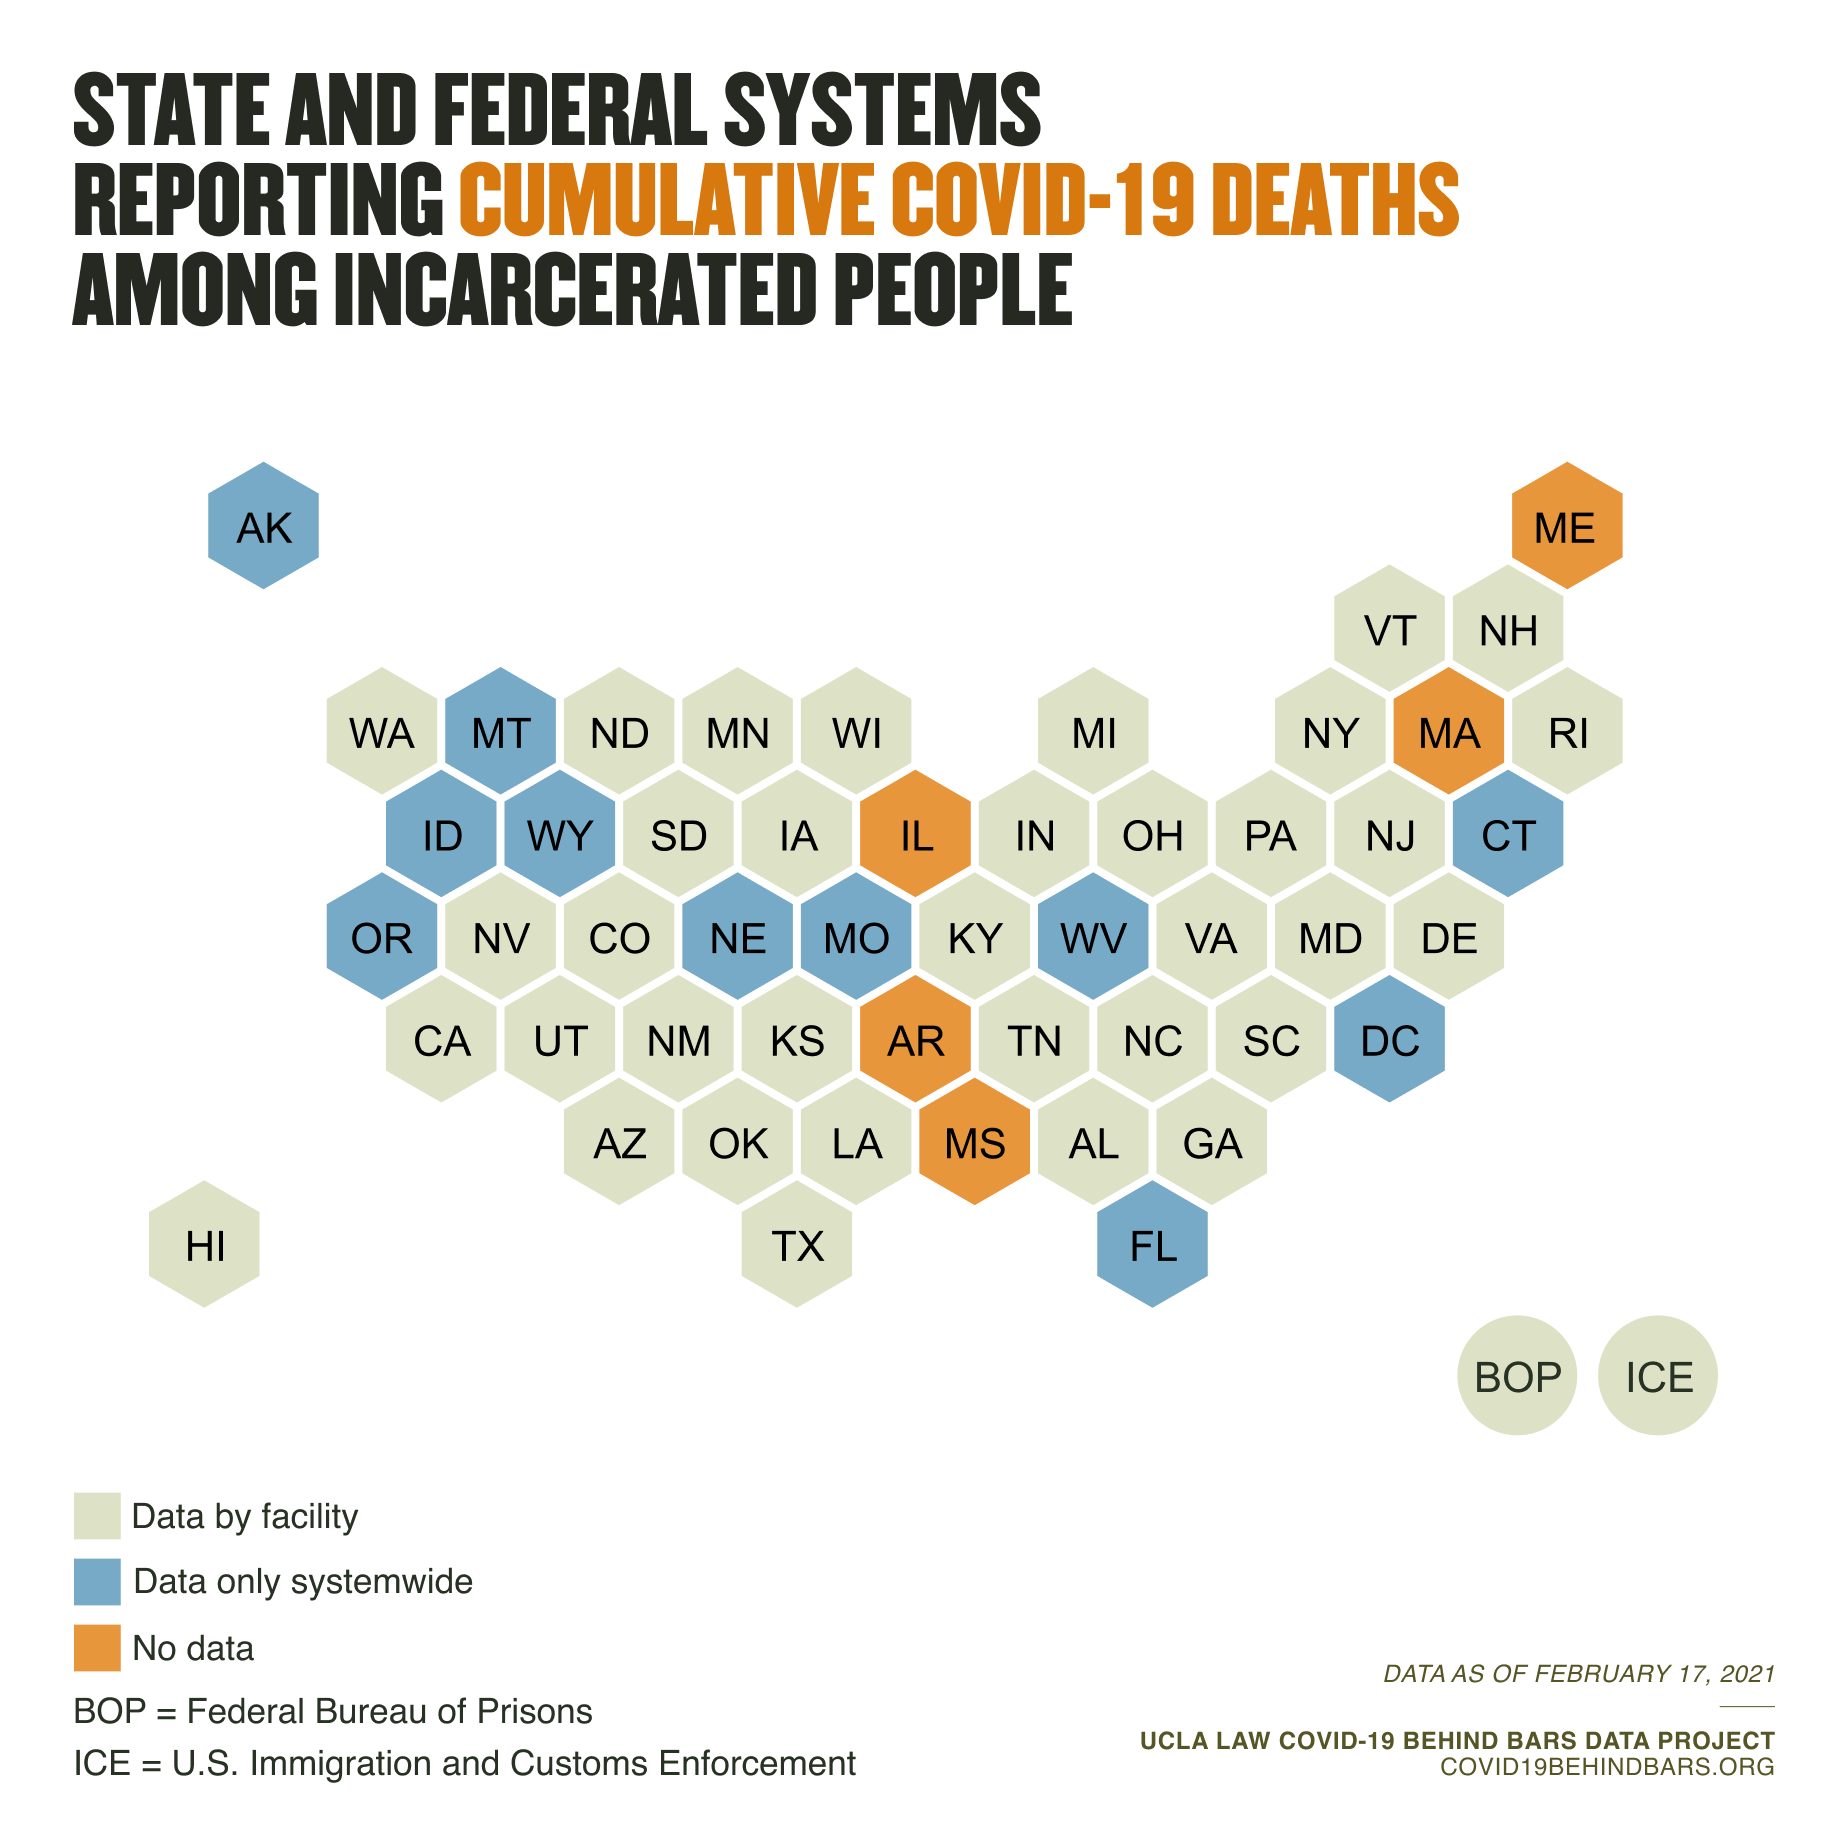 STATE AND FEDERAL SYSTEMS
REPORTING CUMULATIVE COVID-19 DEATHS
AMONG INCARCERATED PEOPLE
AK
ME
VT
NH
WA
MT
ND
MN
WI
MI
NY
MA
RI
ID
WY
SD
IA
IL
IN
OH
PA
NJ
CT
OR
NV
CO
NE
MO
KY
WV
VA
MD
DE
CA
UT
NM
KS
AR
TN
NC
SC
DC
AZ
OK
LA
MS
AL
GA
HI
TX
FL
BOP
ICE
Data by facility
Data only systemwide
No data
BOP = Federal Bureau of Prisons
ICE = U.S. Immigration and Customs Enforcement
DATA AS OF FEBRUARY 17, 2021
UCLA LAW COVID-19 BEHIND BARS DATA PROJECT
COVID19BEHINDBARS.ORG